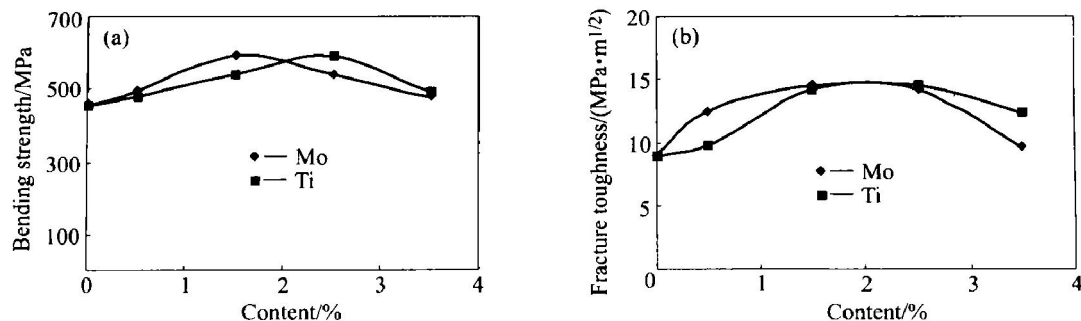 (a)
Bending strength/MPa
700
500
300
100
0
1
2
3
4
Content/%
Mo
Ti
(b)
Fracture toughness/(MPa·m^{1/2})
20
15
10
5
0
1
2
3
4
Content/%
Mo
Ti